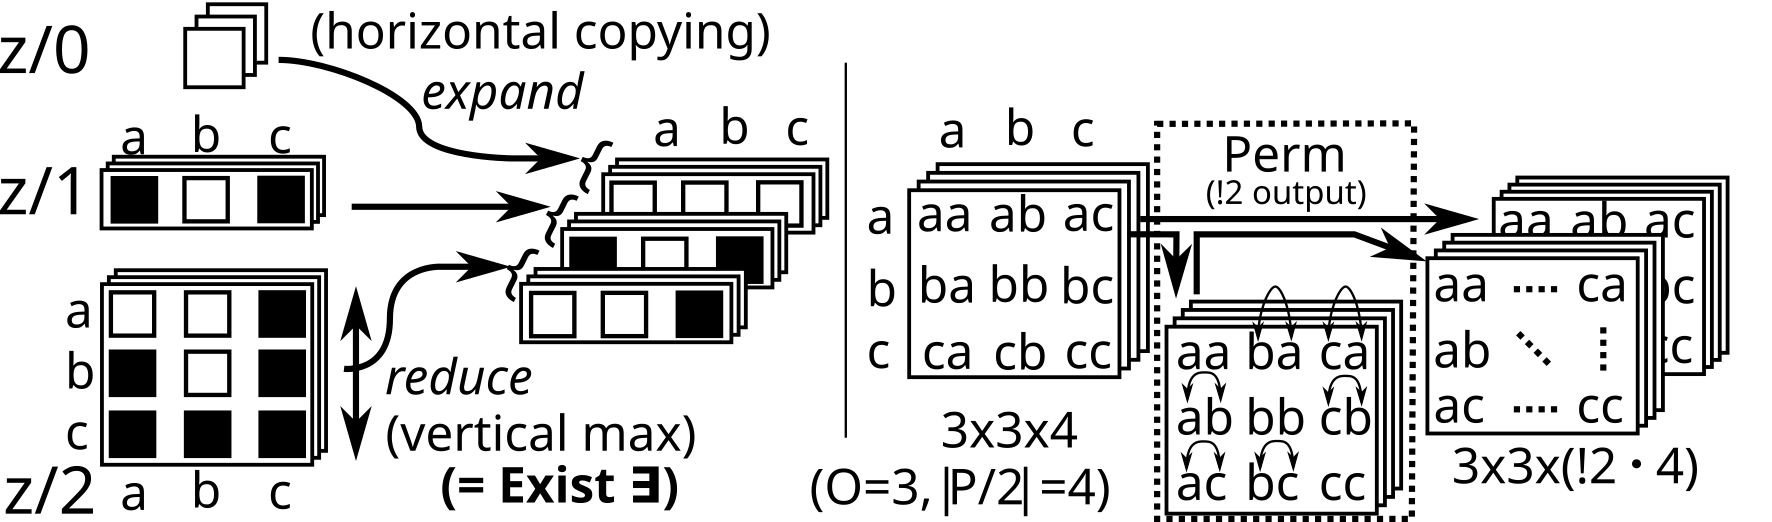 z/0
(horizontal copying)
expand
a b c
z/1
a b c
a
b
c
z/2
a b c
reduce
(vertical max)
(= Exist ∃)
a b c
a
b
c
aa ab ac
ba bb bc
ca cb cc
3x3x4
(O=3, |P/2| =4)
Perm
(!2 output)
aa ba ca
ab bb cb
ac bc cc
aa ab ac
bc
cc
aa ca
ab
ac cc
3x3x(!2 · 4)